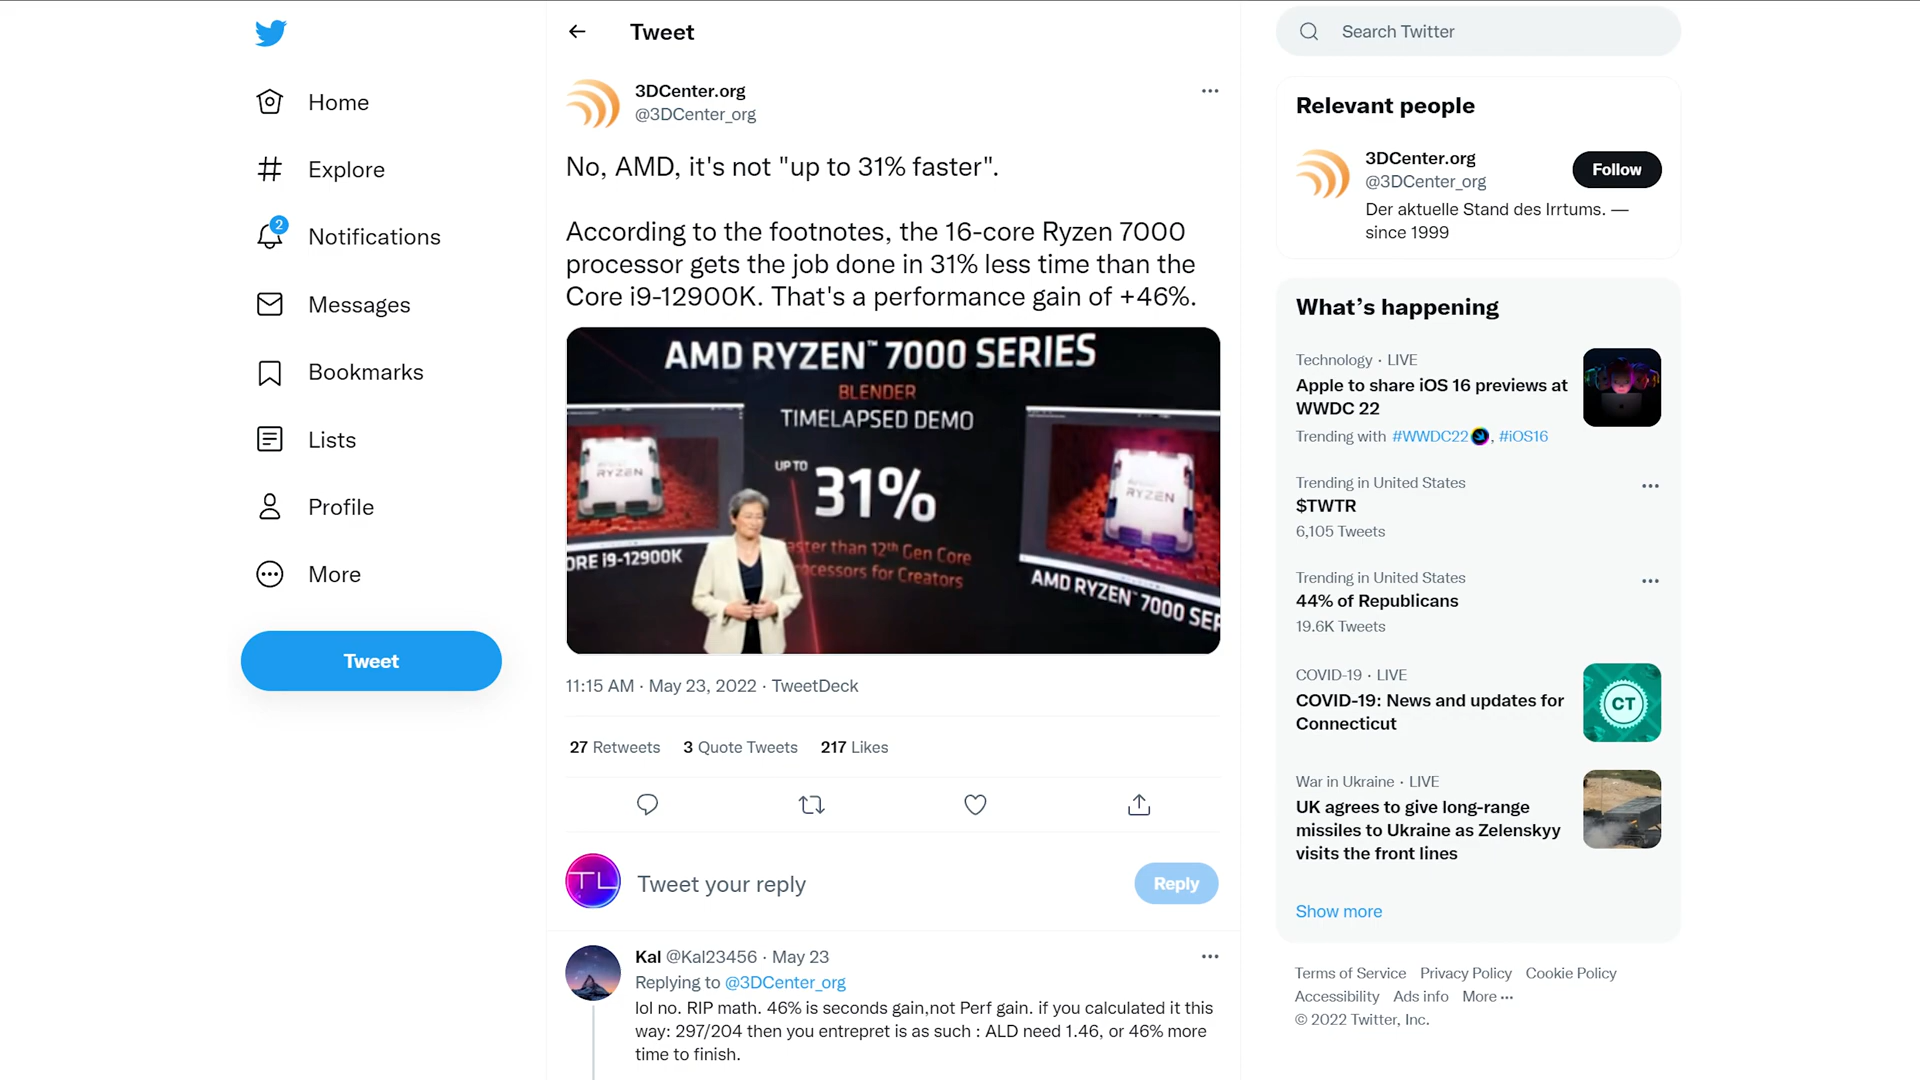 Home
Explore
2
Notifications
Messages
Bookmarks
Lists
Profile
More
Tweet
Tweet
3DCenter.org
@3DCenter_org
No, AMD, it's not "up to 31% faster".
According to the footnotes, the 16-core Ryzen 7000
processor gets the job done in 31% less time than the
Core i9-12900K. That's a performance gain of +46%.
AMD RYZEN™ 7000 SERIES
BLENDER
TIMELAPSED DEMO
UP TO
31%
aster than 12th Gen Core
cessors for Creators
RYZEN
RYZEN
ORE i9-12900K
AMD RYZEN™ 7000 SER
11:15 AM · May 23, 2022 · TweetDeck
27 Retweets 3 Quote Tweets 217 Likes
TL
Tweet your reply
Reply
Kal @Kal23456 · May 23
Replying to @3DCenter_org
lol no. RIP math. 46% is seconds gain,not Perf gain. if you calculated it this
way: 297/204 then you entrepret is as such : ALD need 1.46, or 46% more
time to finish.
Search Twitter
Relevant people
3DCenter.org
@3DCenter_org
Follow
Der aktuelle Stand des Irrtums. —
since 1999
What's happening
Technology · LIVE
Apple to share iOS 16 previews at
WWDC 22
Trending with #WWDC22, #iOS16
Trending in United States
$TWTR
6,105 Tweets
Trending in United States
44% of Republicans
19.6K Tweets
COVID-19 · LIVE
COVID-19: News and updates for
Connecticut
CT
War in Ukraine · LIVE
UK agrees to give long-range
missiles to Ukraine as Zelenskyy
visits the front lines
Show more
Terms of Service Privacy Policy Cookie Policy
Accessibility Ads info More ···
© 2022 Twitter, Inc.